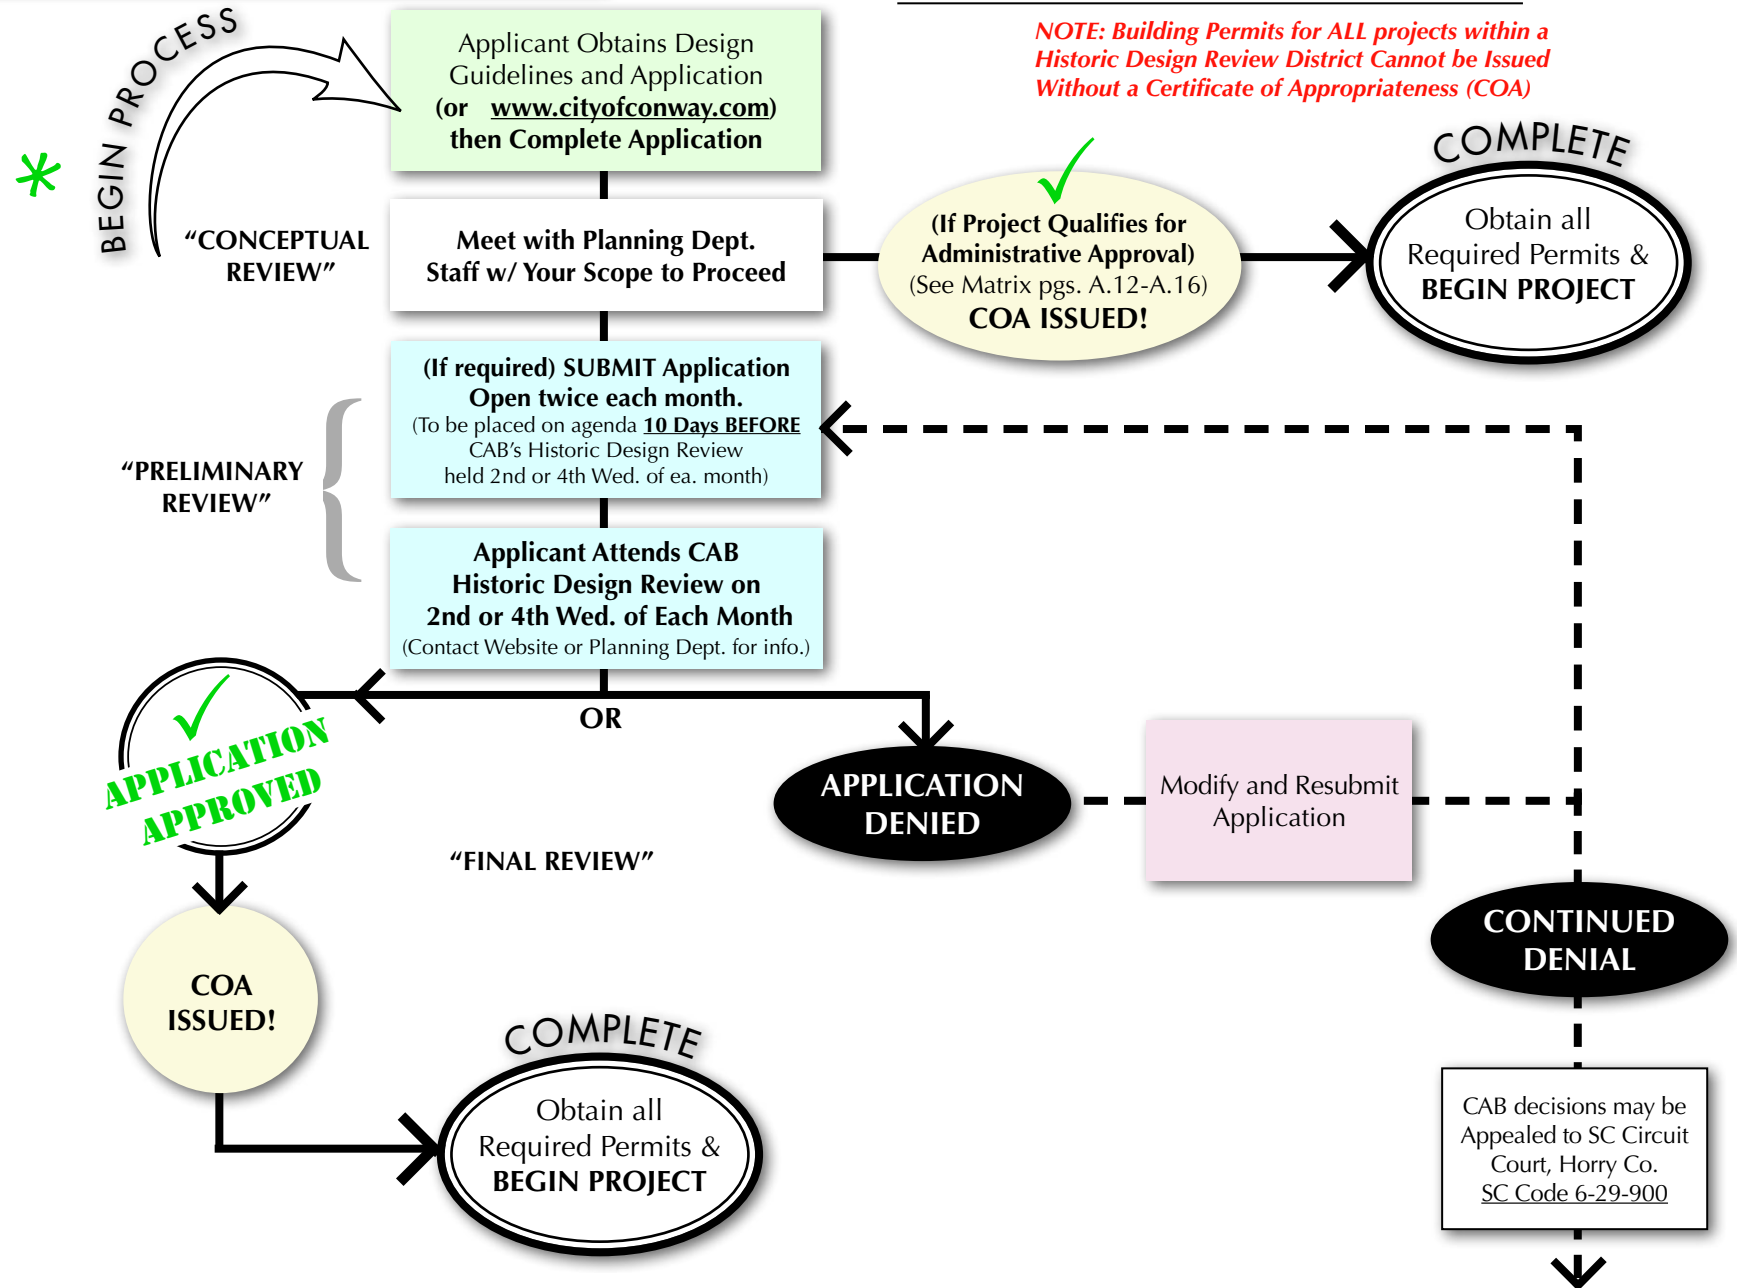 BEGIN PROCESS
Applicant Obtains Design
Guidelines and Application
(or www.cityofconway.com)
then Complete Application
NOTE: Building Permits for ALL projects within a
Historic Design Review District Cannot be Issued
Without a Certificate of Appropriateness (COA)
*
"CONCEPTUAL
REVIEW"
Meet with Planning Dept.
Staff w/ Your Scope to Proceed
(If Project Qualifies for
Administrative Approval)
(See Matrix pgs. A.12-A.16)
COA ISSUED!
COMPLETE
Obtain all
Required Permits &
BEGIN PROJECT
"PRELIMINARY
REVIEW"
(If required) SUBMIT Application
Open twice each month.
(To be placed on agenda 10 Days BEFORE
CAB's Historic Design Review
held 2nd or 4th Wed. of ea. month)
Applicant Attends CAB
Historic Design Review on
2nd or 4th Wed. of Each Month
(Contact Website or Planning Dept. for info.)
OR
APPLICATION
APPROVED
APPLICATION
DENIED
Modify and Resubmit
Application
"FINAL REVIEW"
CONTINUED
DENIAL
COA
ISSUED!
COMPLETE
Obtain all
Required Permits &
BEGIN PROJECT
CAB decisions may be
Appealed to SC Circuit
Court, Horry Co.
SC Code 6-29-900